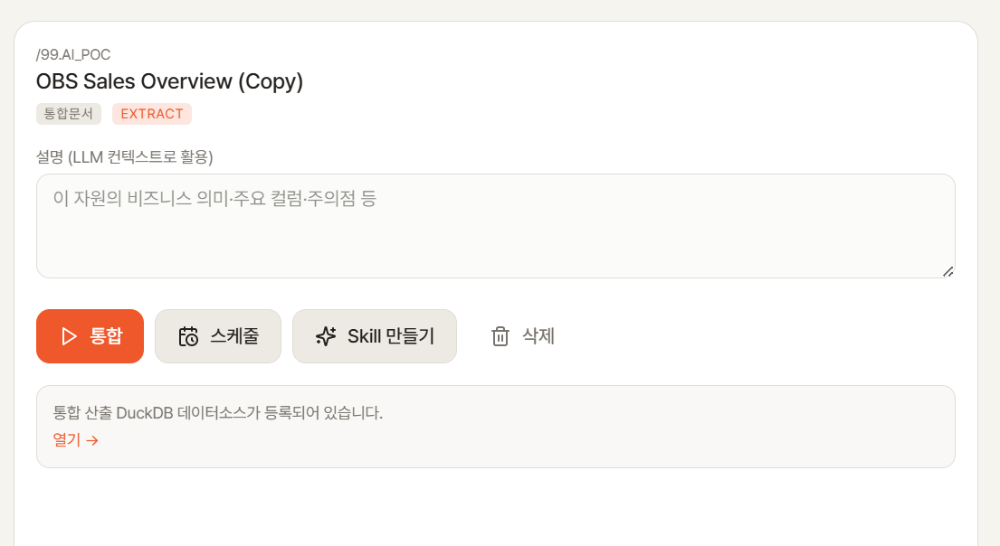 /99.AI_POC
OBS Sales Overview (Copy)
통합문서 EXTRACT
설명 (LLM 컨텍스트로 활용)
이 자원의 비즈니스 의미·주요 컬럼·주의점 등
통합 스케줄 Skill 만들기 삭제
통합 산출 DuckDB 데이터소스가 등록되어 있습니다.
열기 →